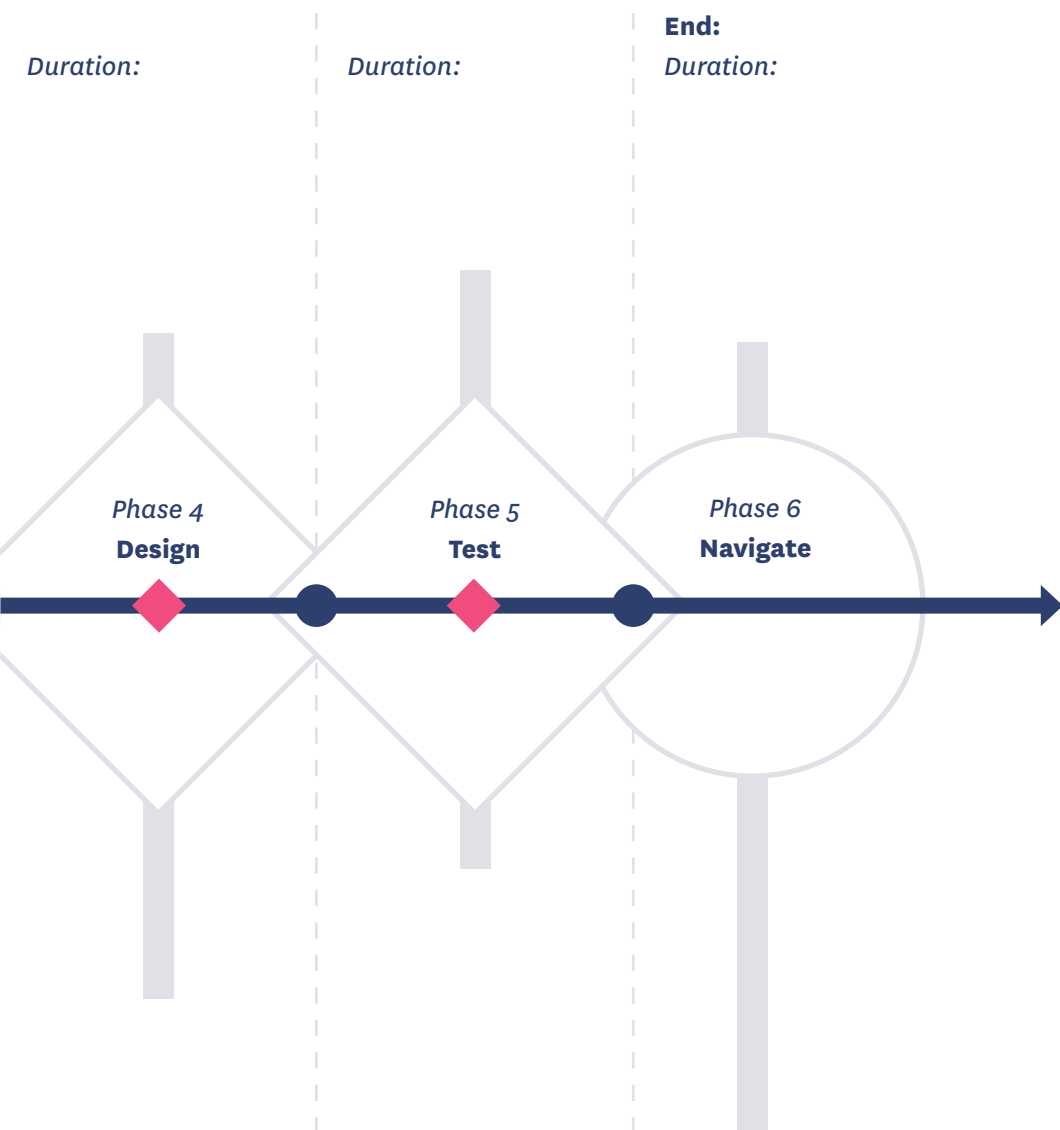 Duration:
Duration:
End:
Duration:
Phase 4
Design
Phase 5
Test
Phase 6
Navigate